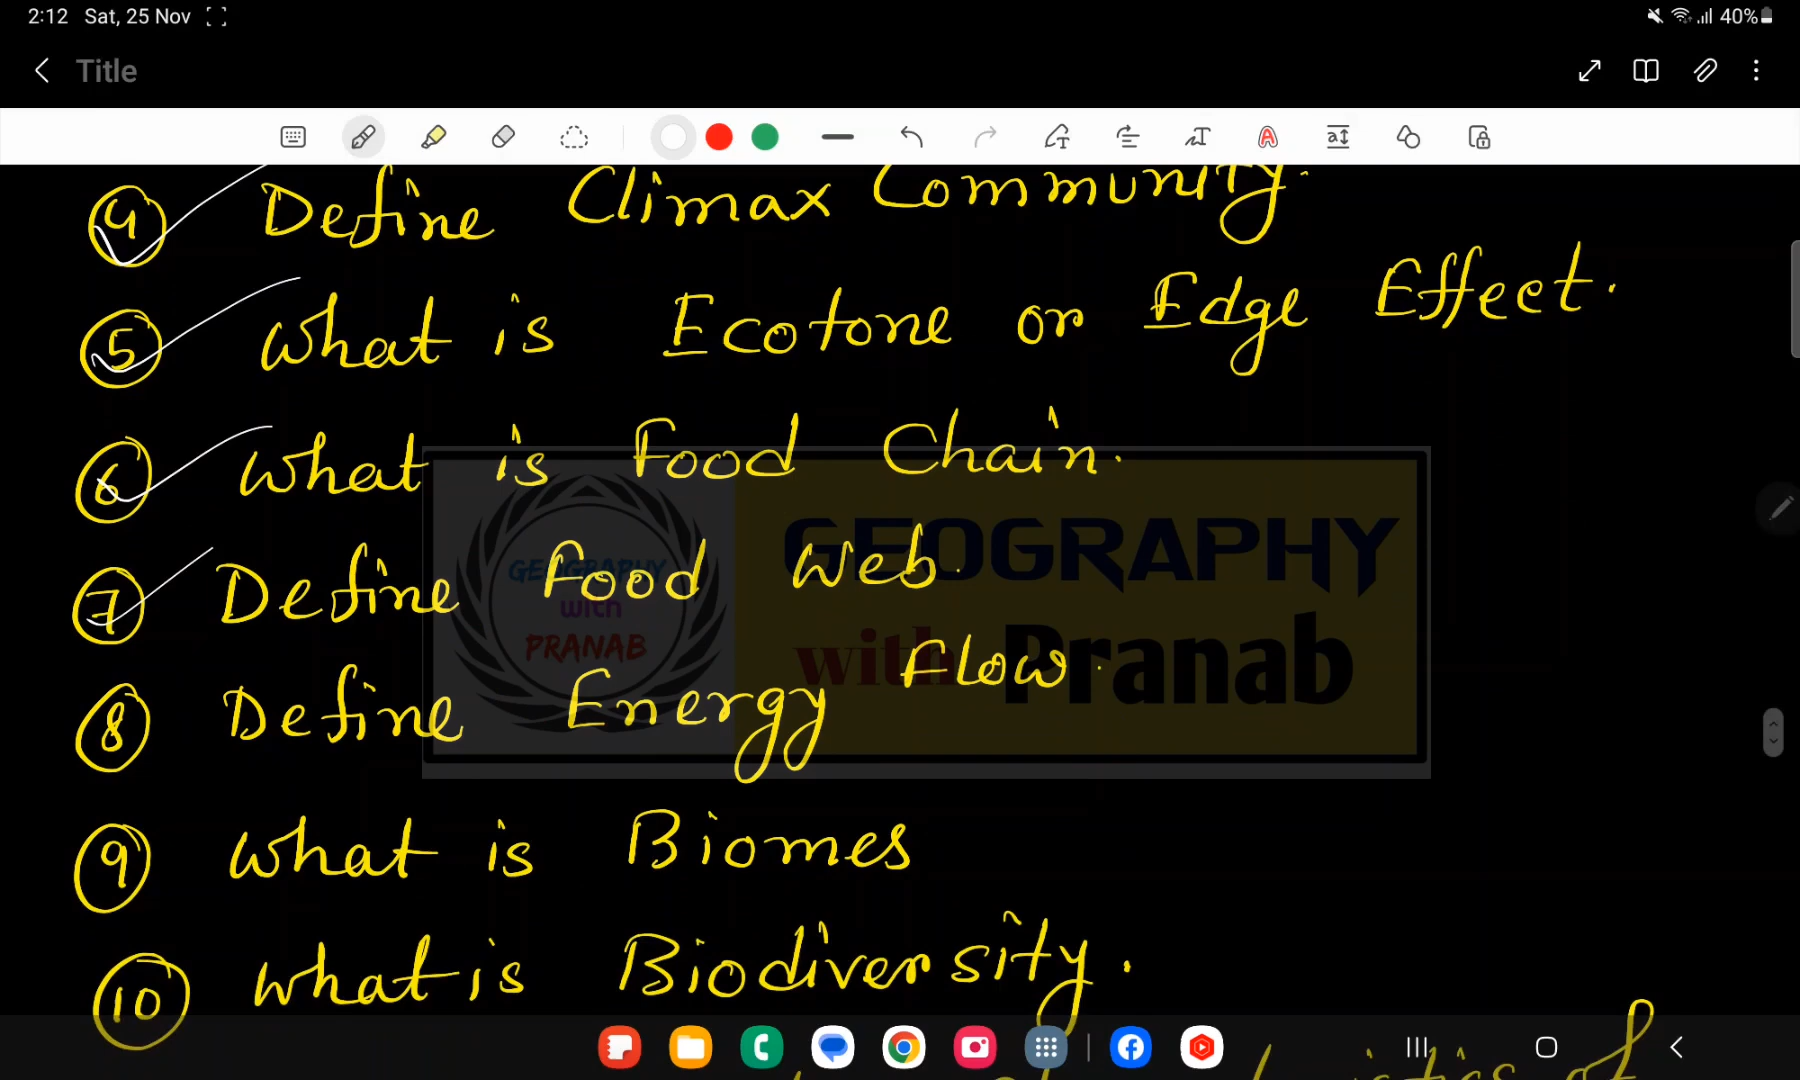 2:12 Sat, 25 Nov
40%
Title
4 Define Climax Community.
5 What is Ecotone or Edge Effect.
6 What is Food Chain.
7 Define Food Web.
8 Define Energy Flow.
9 What is Biomes
10 What is Biodiversity.
GEOGRAPHY
with
PRANAB
GEOGRAPHY
with Pranab
of